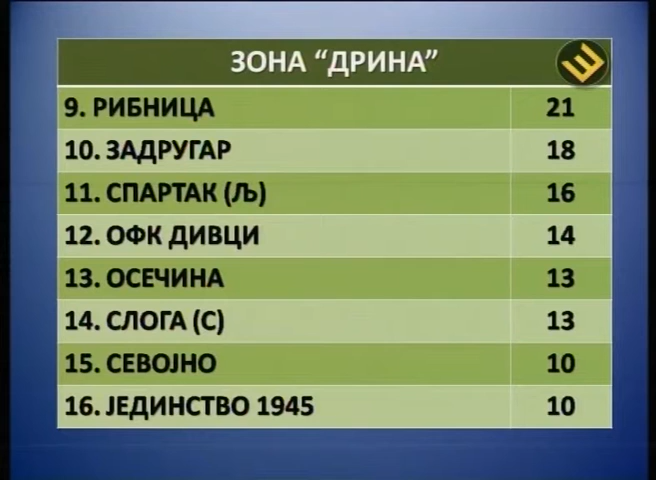 ЗОНА “ДРИНА”
9. РИБНИЦА 21
10. ЗАДРУГАР 18
11. СПАРТАК (Љ) 16
12. ОФК ДИВЦИ 14
13. ОСЕЧИНА 13
14. СЛОГА (С) 13
15. СЕВОЈНО 10
16. ЈЕДИНСТВО 1945 10